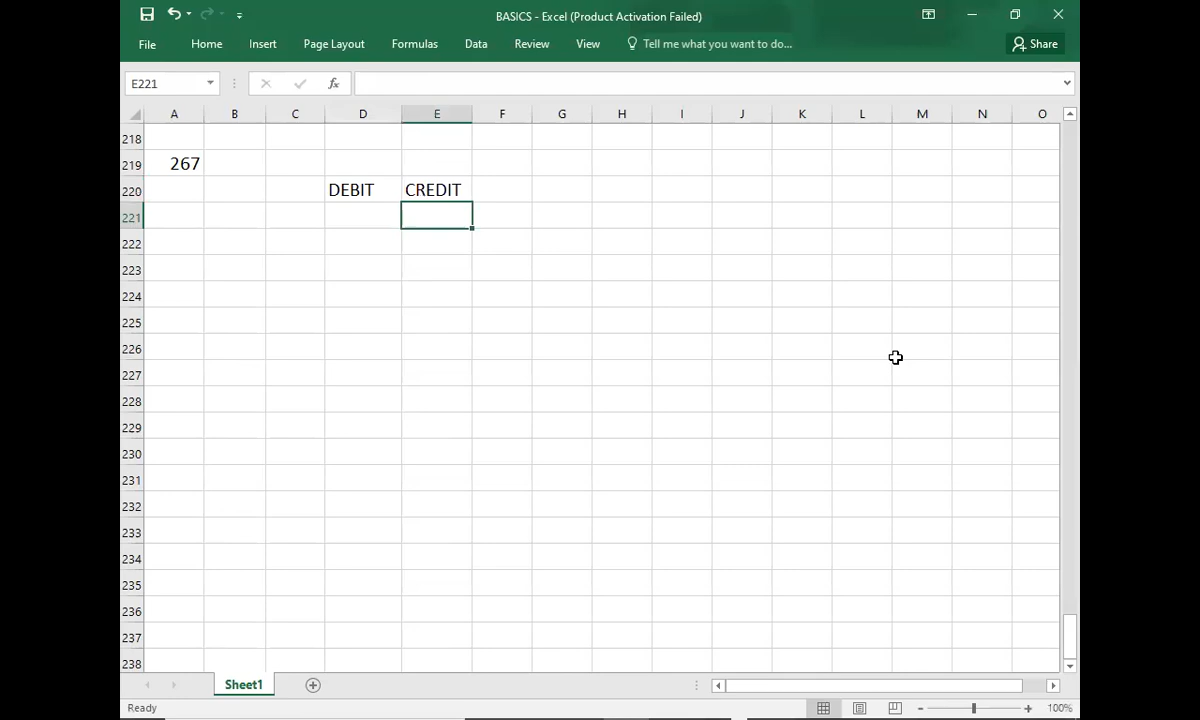 BASICS - Excel (Product Activation Failed)
File Home Insert Page Layout Formulas Data Review View Tell me what you want to do... Share
E221 fx
A B C D E F G H I J K L M N O
218
219 267
220 DEBIT CREDIT
221
222
223
224
225
226
227
228
229
230
231
232
233
234
235
236
237
238
Sheet1
Ready 100%